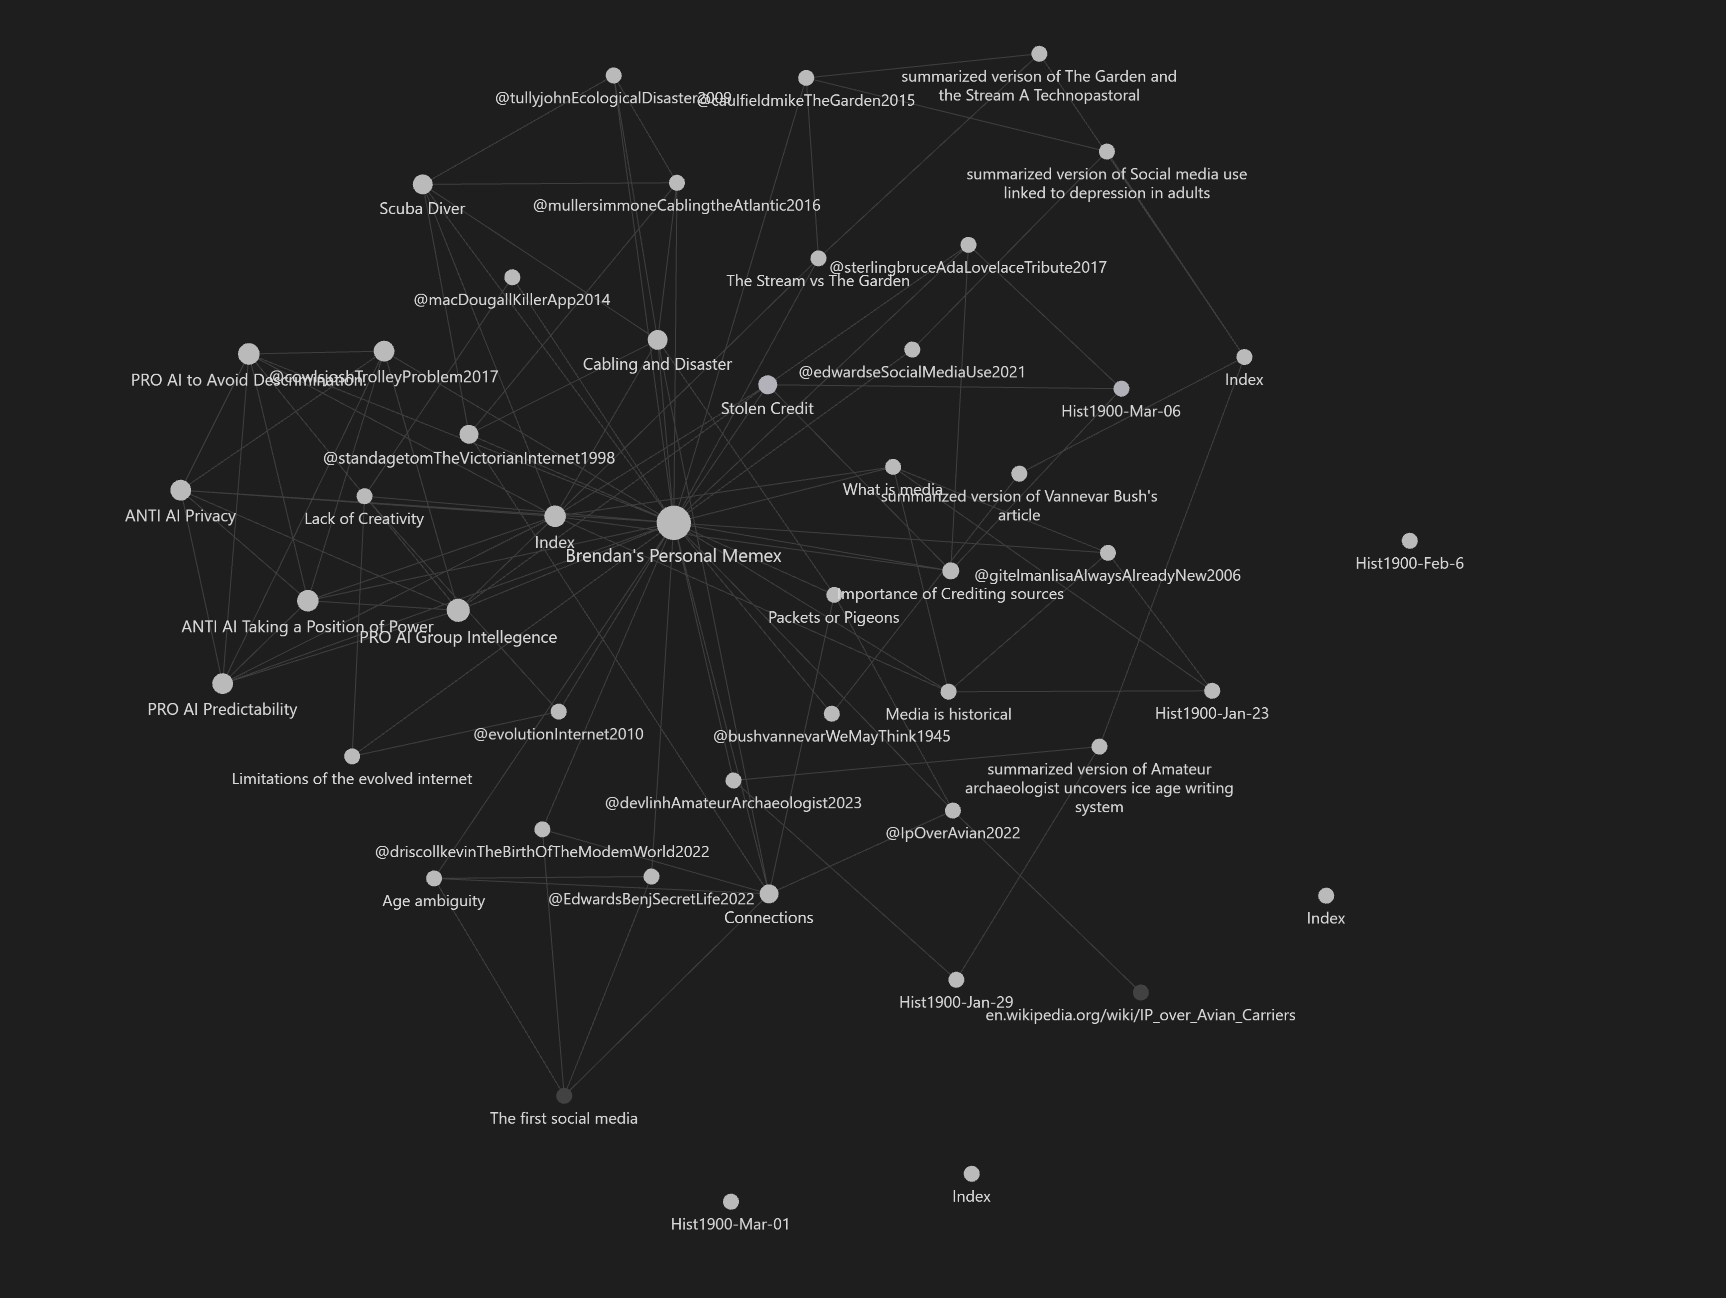 summarized verison of The Garden and
the Stream A Technopastoral
@tullyjohnEcologicalDisaster2009
@caulfieldmikeTheGarden2015
summarized version of Social media use
linked to depression in adults
Scuba Diver
@mullersimmoneCablingtheAtlantic2016
@sterlingbruceAdaLovelaceTribute2017
The Stream vs The Garden
@macDougallKillerApp2014
Cabling and Disaster
@edwardseSocialMediaUse2021
Index
PRO AI to Avoid Descrimination.
@cowlsjoshTrolleyProblem2017
Stolen Credit
Hist1900-Mar-06
@standagetomTheVictorianInternet1998
What is media
summarized version of Vannevar Bush's
article
ANTI AI Privacy
Lack of Creativity
Index
Brendan's Personal Memex
Hist1900-Feb-6
@gitelmanlisaAlwaysAlreadyNew2006
Importance of Crediting sources
Packets or Pigeons
ANTI AI Taking a Position of Power
PRO AI Group Intellegence
PRO AI Predictability
Media is historical
Hist1900-Jan-23
@evolutionInternet2010
@bushvannevarWeMayThink1945
Limitations of the evolved internet
summarized version of Amateur
archaeologist uncovers ice age writing
system
@devlinhAmateurArchaeologist2023
@IpOverAvian2022
@driscollkevinTheBirthOfTheModemWorld2022
Age ambiguity
@EdwardsBenjSecretLife2022
Connections
Index
Hist1900-Jan-29
en.wikipedia.org/wiki/IP_over_Avian_Carriers
The first social media
Index
Hist1900-Mar-01